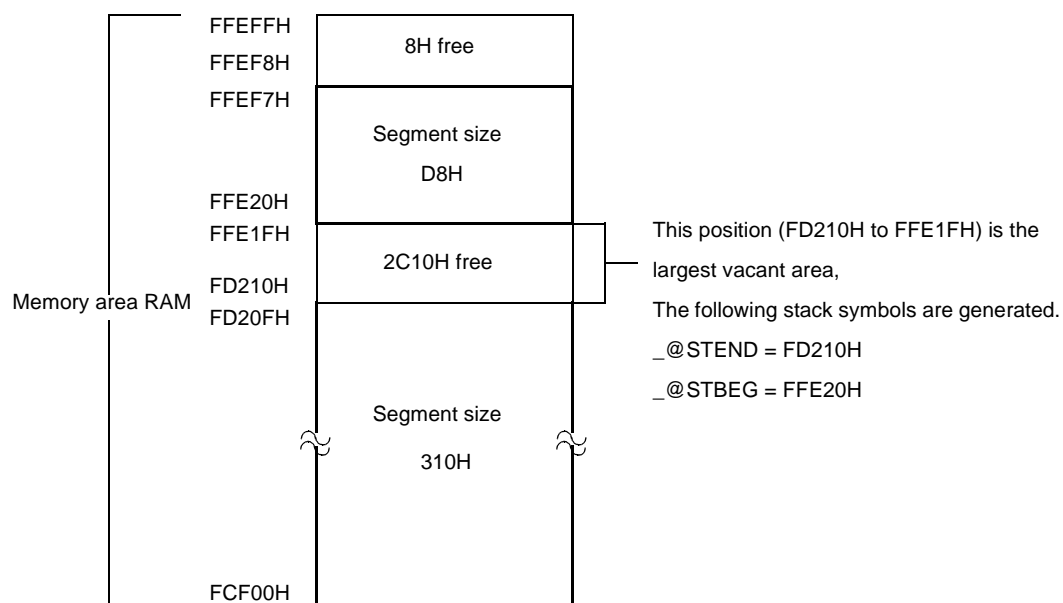 FFEFFH
8H free
FFEF8H
FFEF7H
Segment size
D8H
FFE20H
FFE1FH
2C10H free
FD210H
Memory area RAM
FD20FH
This position (FD210H to FFE1FH) is the
largest vacant area,
The following stack symbols are generated.
_@STEND = FD210H
_@STBEG = FFE20H
Segment size
310H
FCF00H